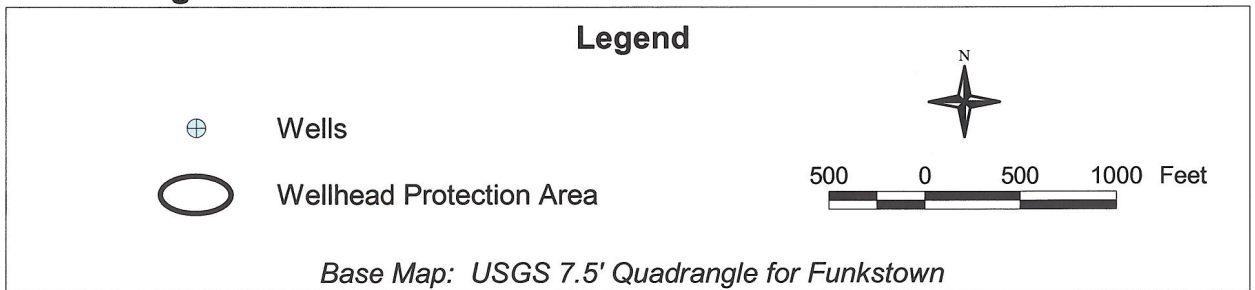 Legend
N
Wells
Wellhead Protection Area
500 0 500 1000 Feet
Base Map: USGS 7.5' Quadrangle for Funkstown